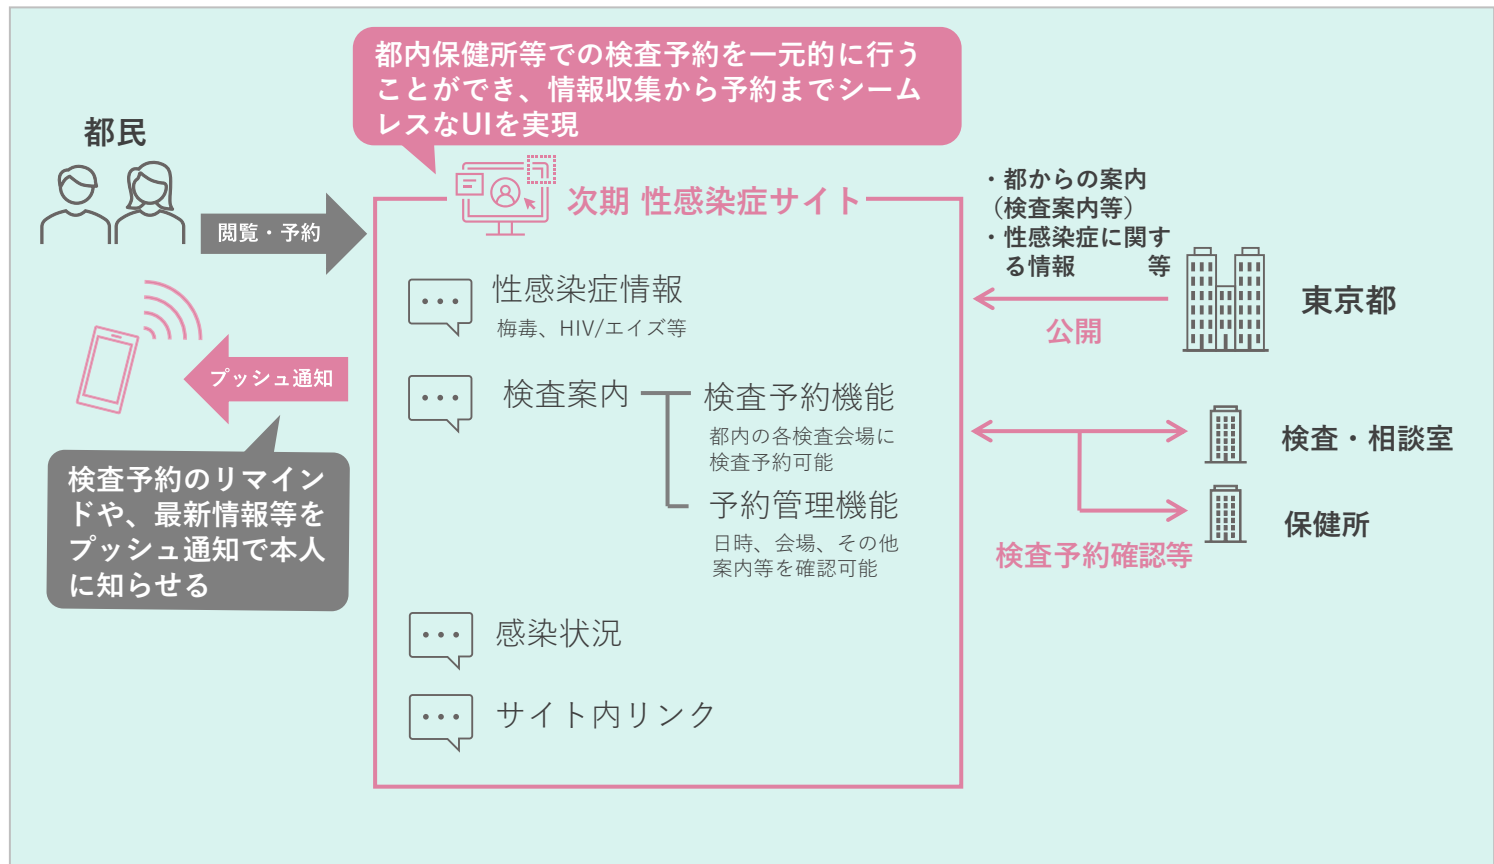 都内保健所等での検査予約を一元的に行う
ことができ、情報収集から予約までシーム
レスなUIを実現
都民
閲覧・予約
プッシュ通知
検査予約のリマイン
ドや、最新情報等を
プッシュ通知で本人
に知らせる
次期 性感染症サイト
性感染症情報
梅毒、HIV/エイズ等
検査案内
検査予約機能
都内の各検査会場に
検査予約可能
予約管理機能
日時、会場、その他
案内等を確認可能
感染状況
サイト内リンク
・都からの案内
（検査案内等）
・性感染症に関す
る情報　　　等
公開
東京都
検査・相談室
保健所
検査予約確認等